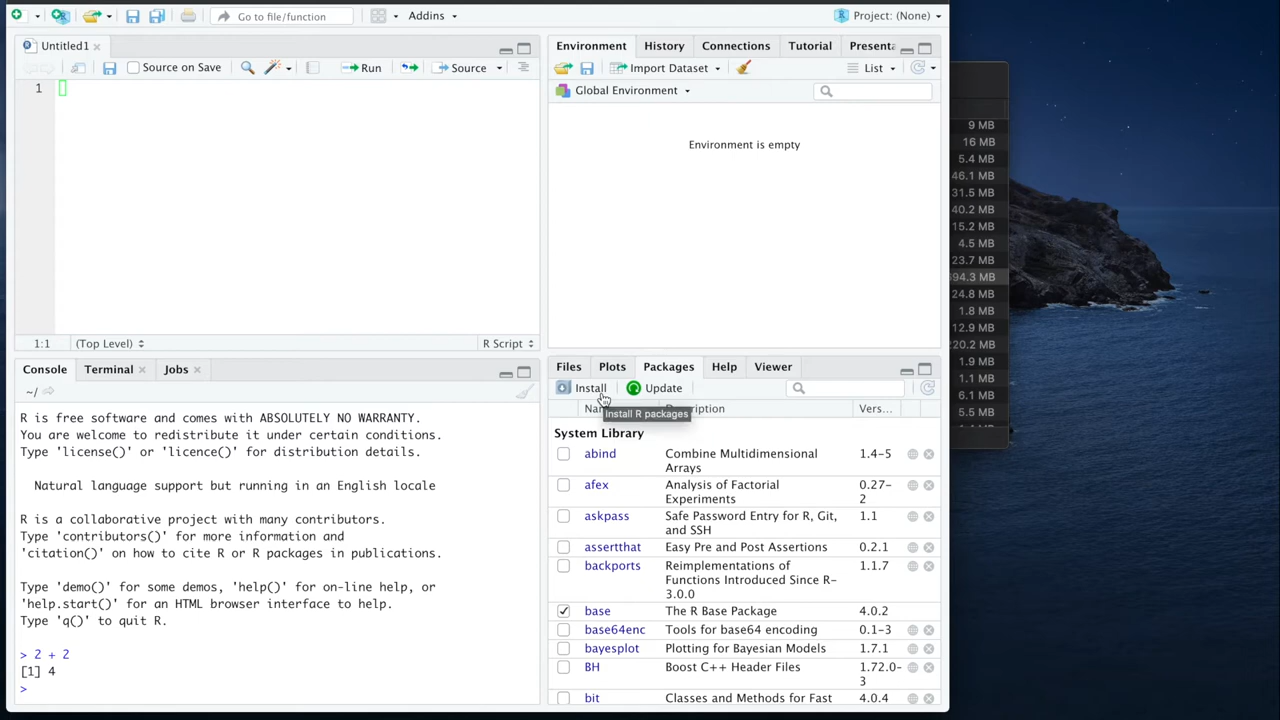 Go to file/function
Addins
Project: (None)
Untitled1
Source on Save
Run
Source
1
1:1
(Top Level)
R Script
Environment
History
Connections
Tutorial
Import Dataset
List
Global Environment
Environment is empty
Console
Terminal
Jobs
~/
R is free software and comes with ABSOLUTELY NO WARRANTY.
You are welcome to redistribute it under certain conditions.
Type 'license()' or 'licence()' for distribution details.
Natural language support but running in an English locale
R is a collaborative project with many contributors.
Type 'contributors()' for more information and
'citation()' on how to cite R or R packages in publications.
Type 'demo()' for some demos, 'help()' for on-line help, or
'help.start()' for an HTML browser interface to help.
Type 'q()' to quit R.
> 2 + 2
[1] 4
>
Files
Plots
Packages
Help
Viewer
Install
Update
Install R packages
Vers...
System Library
abind
Combine Multidimensional
Arrays
1.4-5
afex
Analysis of Factorial
Experiments
0.27-
2
askpass
Safe Password Entry for R, Git,
and SSH
1.1
assertthat
Easy Pre and Post Assertions
0.2.1
backports
Reimplementations of
Functions Introduced Since R-
3.0.0
1.1.7
base
The R Base Package
4.0.2
base64enc
Tools for base64 encoding
0.1-3
bayesplot
Plotting for Bayesian Models
1.7.1
BH
Boost C++ Header Files
1.72.0-
3
bit
Classes and Methods for Fast
4.0.4
9 MB
16 MB
5.4 MB
46.1 MB
31.5 MB
40.2 MB
15.2 MB
4.5 MB
23.7 MB
94.3 MB
24.8 MB
1.8 MB
12.9 MB
220.2 MB
1.9 MB
1.1 MB
6.1 MB
5.5 MB